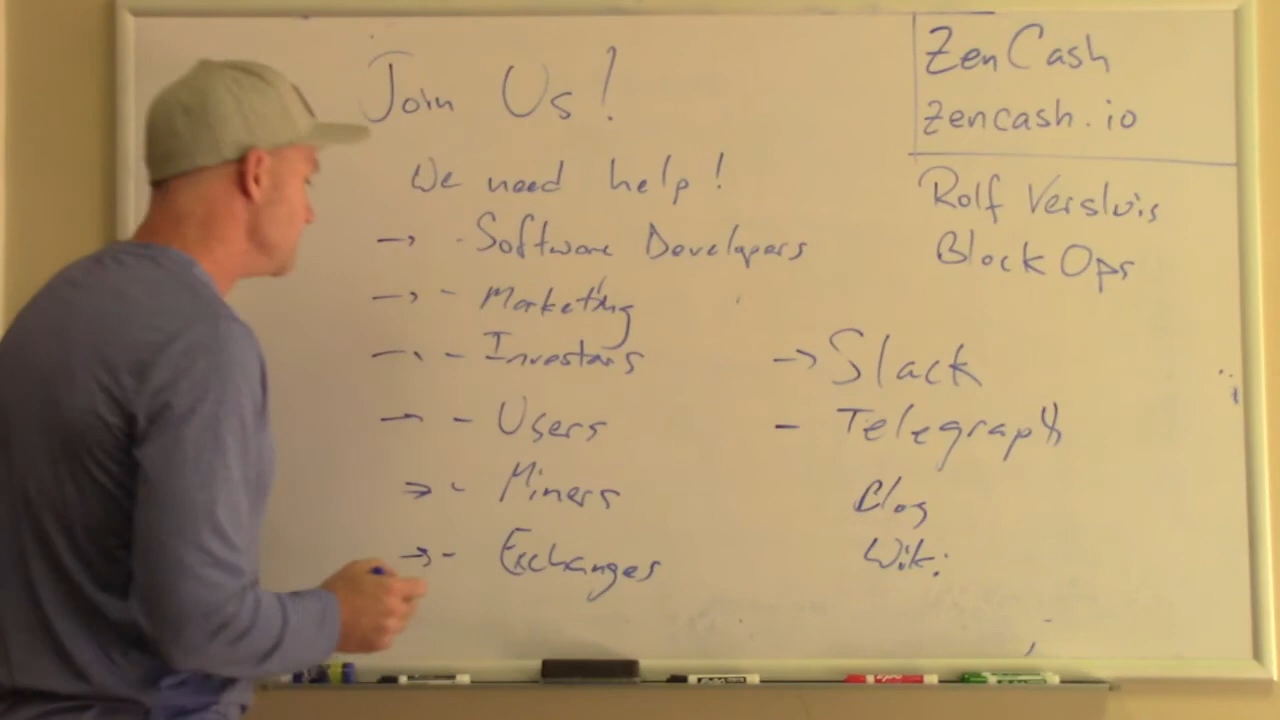 Join Us!
We need help!
→ - Software Developers
→ - Marketing
→ - Investors
→ - Users
→ - Miners
→ - Exchanges
ZenCash
zencash.io
Rolf Versluis
Block Ops
→ Slack
- Telegraph
Blog
Wiki